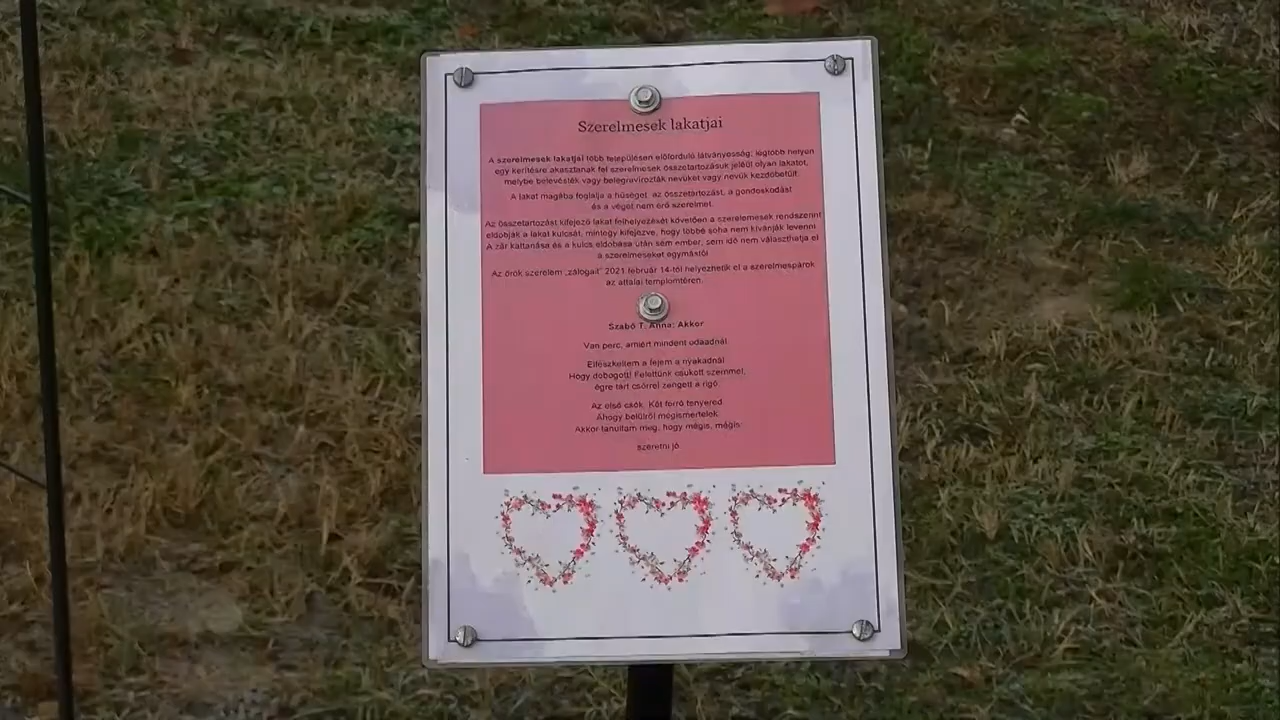 Szerelmesek lakatjai
A szerelmesek lakatjai több településen előforduló látványosság: legtöbb helyen
egy kerítésre akasztanak fel szerelmesek összetartozásuk jeléül olyan lakatot,
melybe belevésték vagy belegravírozták nevüket vagy nevük kezdőbetűit.
A lakat magába foglalja a hűséget, az összetartozást, a gondoskodást
és a véget nem érő szerelmet.
Az összetartozást kifejező lakat felhelyezését követően a szerelemesek rendszerint
eldobják a lakat kulcsát, mintegy kifejezve, hogy többé soha nem kívánják levenni.
A zár kattanása és a kulcs eldobása után sem ember, sem idő nem választhatja el
a szerelmeseket egymástól.
Az örök szerelem „zálogait” 2021.február 14-től helyezhetik el a szerelmespárok
az attalai templomtéren.
Szabó T. Anna: Akkor
Van perc, amiért mindent odaadnál.
Elfészkeltem a fejem a nyakadnál.
Hogy dobogott! Felettünk csukott szemmel,
égre tárt csőrrel zengett a rigó.
Az első csók. Két forró tenyered.
Ahogy belülről megismertelek.
Akkor tanultam meg, hogy mégis, mégis:
szeretni jó.